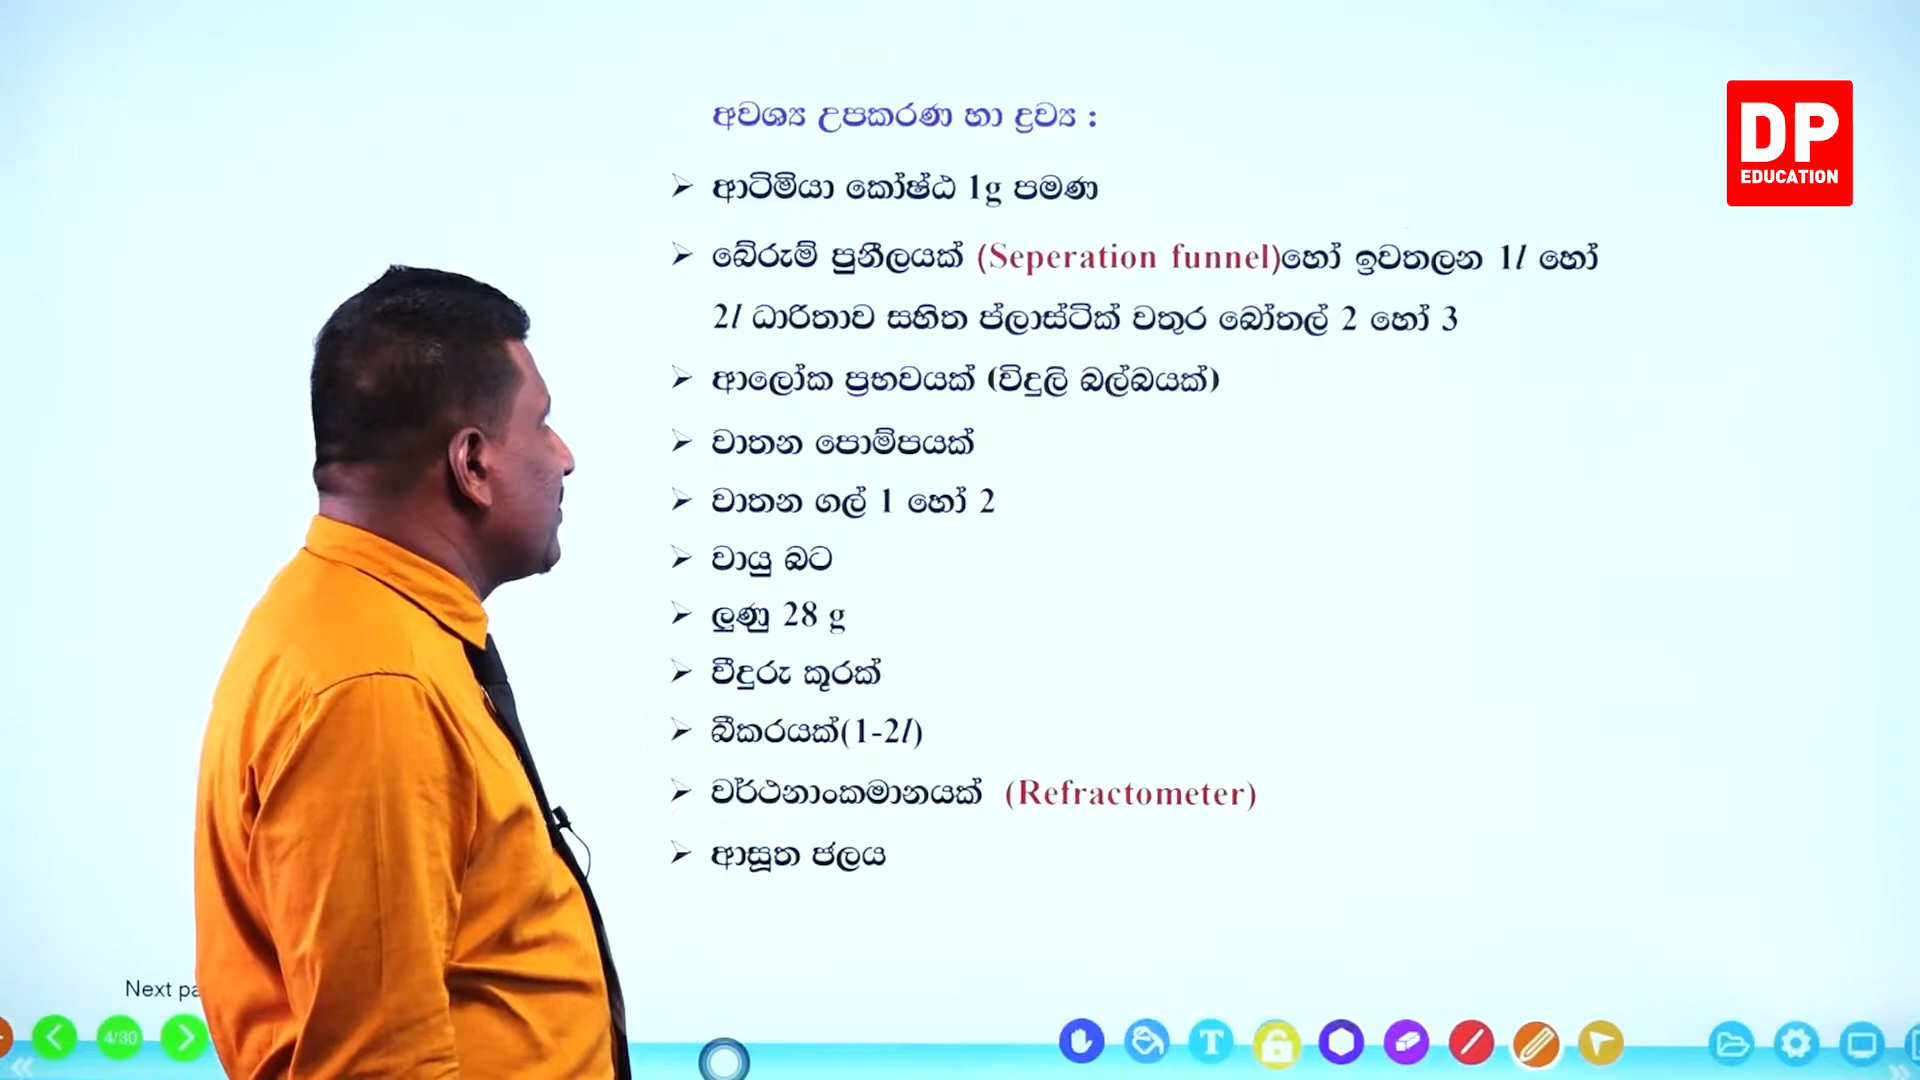 DP
EDUCATION
අවශ්‍ය උපකරණ හා ද්‍රව්‍ය :
➢ ආටිමියා කෝෂ්ඨ 1g පමණ
➢ බේරුම් පුනීලයක් (Seperation funnel)හෝ ඉවතලන 1l හෝ
2l ධාරිතාව සහිත ප්ලාස්ටික් වතුර බෝතල් 2 හෝ 3
➢ ආලෝක ප්‍රභවයක් (විදුලි බල්බයක්)
➢ වාතන පොම්පයක්
➢ වාතන ගල් 1 හෝ 2
➢ වායු බට
➢ ලුණු 28 g
➢ වීදුරු කූරක්
➢ බීකරයක්(1-2l)
➢ වර්ථනාංකමානයක් (Refractometer)
➢ ආසූත ජලය
Next pa
4/30
T